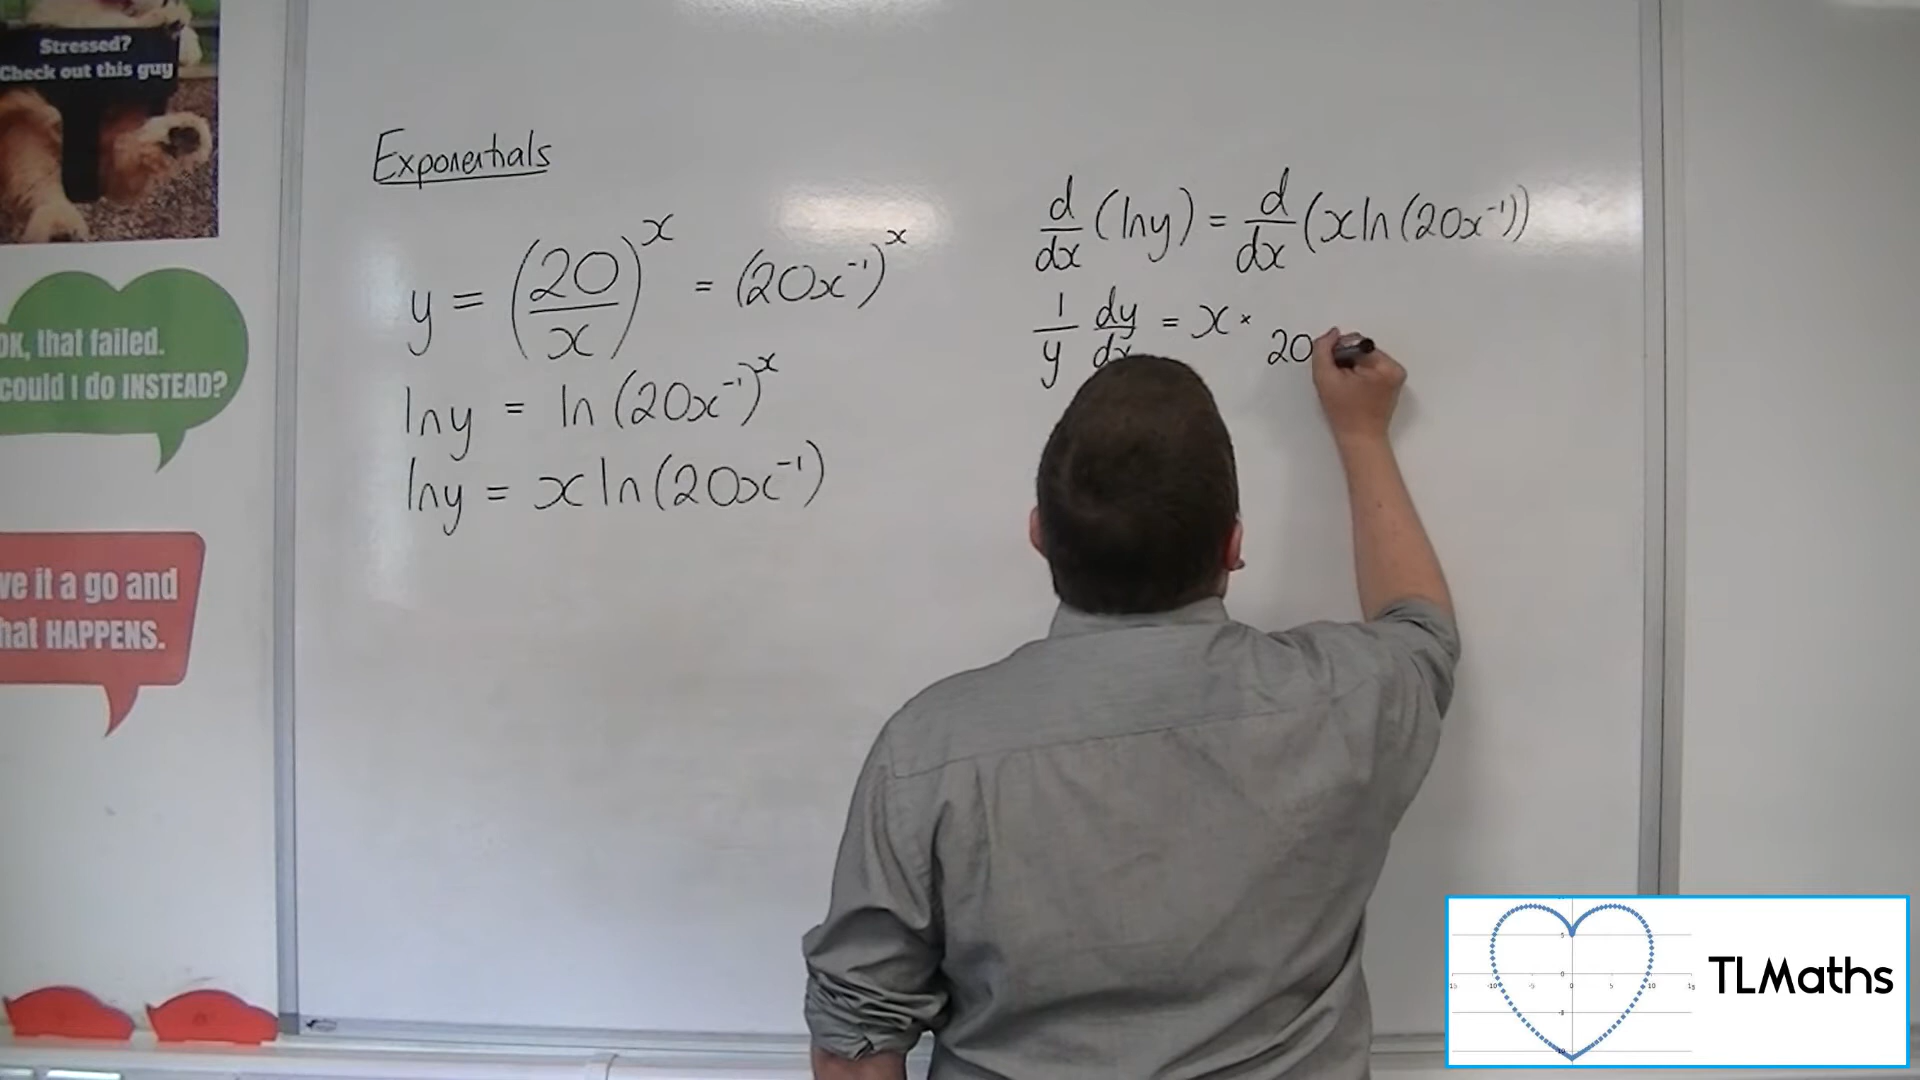 Stressed?
Check out this guy
OK, that failed.
could I do INSTEAD?
ve it a go and
hat HAPPENS.
Exponentials
y = (20/x)^x = (20x⁻¹)^x
ln y = ln (20x⁻¹)^x
ln y = x ln (20x⁻¹)
d/dx (ln y) = d/dx (x ln (20x⁻¹))
1/y dy/dx = x × 20
TLMaths